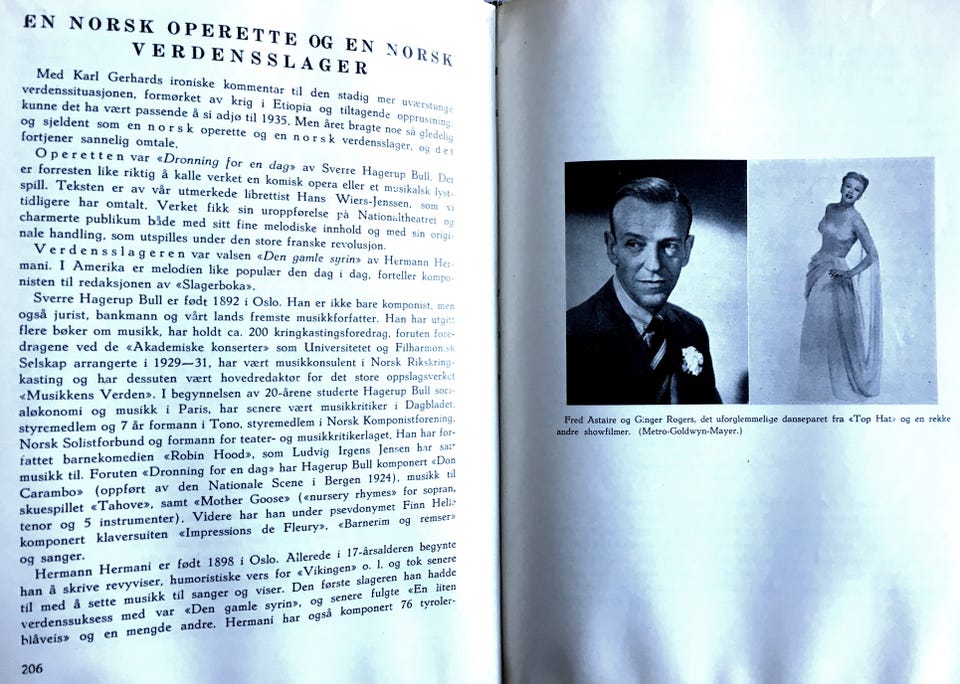 EN NORSK OPERETTE OG EN NORSK
VERDENSSLAGER
Med Karl Gerhards ironiske kommentar til den stadig mer uværstunge
verdenssituasjonen, formørket av krig i Etiopia og tiltagende opprustning,
kunne det ha vært passende å si adjø til 1935. Men året bragte noe så gledelig
og sjeldent som en norsk operette og en norsk verdensslager, og det
fortjener sannelig omtale.
Operetten var «Dronning for en dag» av Sverre Hagerup Bull. Det
er forresten like riktig å kalle verket en komisk opera eller et musikalsk lyst-
spill. Teksten er av vår utmerkede librettist Hans Wiers-Jenssen, som vi
tidligere har omtalt. Verket fikk sin uroppførelse på Nationaltheatret og
charmerte publikum både med sitt fine melodiske innhold og med sin origi-
nale handling, som utspilles under den store franske revolusjon.
Verdensslageren var valsen «Den gamle syrin» av Hermann Her-
mani. I Amerika er melodien like populær den dag i dag, forteller kompo-
nisten til redaksjonen av «Slagerboka».
Sverre Hagerup Bull er født 1892 i Oslo. Han er ikke bare komponist, men
også jurist, bankmann og vårt lands fremste musikkforfatter. Han har utgitt
flere bøker om musikk, har holdt ca. 200 kringkastingsforedrag, foruten fore-
dragene ved de «Akademiske konserter» som Universitetet og Filharmonisk
Selskap arrangerte i 1929—31, har vært musikkonsulent i Norsk Rikskring-
kasting og har dessuten vært hovedredaktør for det store oppslagsverket
«Musikkens Verden». I begynnelsen av 20-årene studerte Hagerup Bull soci-
aløkonomi og musikk i Paris, har senere vært musikkritiker i Dagbladet,
styremedlem og 7 år formann i Tono, styremedlem i Norsk Komponistforening,
Norsk Solistforbund og formann for teater- og musikkritikerlaget. Han har for-
fattet barnekomedien «Robin Hood», som Ludvig Irgens Jensen har satt
musikk til. Foruten «Dronning for en dag» har Hagerup Bull komponert «Don
Carambo» (oppført av den Nationale Scene i Bergen 1924), musikk til
skuespillet «Tahove», samt «Mother Goose» («nursery rhymes» for sopran,
tenor og 5 instrumenter). Videre har han under psevdonymet Finn Helle
komponert klaversuiten «Impressions de Fleury», «Barnerim og remser»
og sanger.
Hermann Hermani er født 1898 i Oslo. Allerede i 17-årsalderen begynte
han å skrive revyviser, humoristiske vers for «Vikingen» o. l. og tok senere
til med å sette musikk til sanger og viser. Den første slageren han hadde
verdenssuksess med var «Den gamle syrin», og senere fulgte «En liten
blåveis» og en mengde andre. Hermani har også komponert 76 tyroler-
206
Fred Astaire og Ginger Rogers, det uforglemmelige danseparet fra «Top Hat» og en rekke
andre showfilmer. (Metro-Goldwyn-Mayer.)